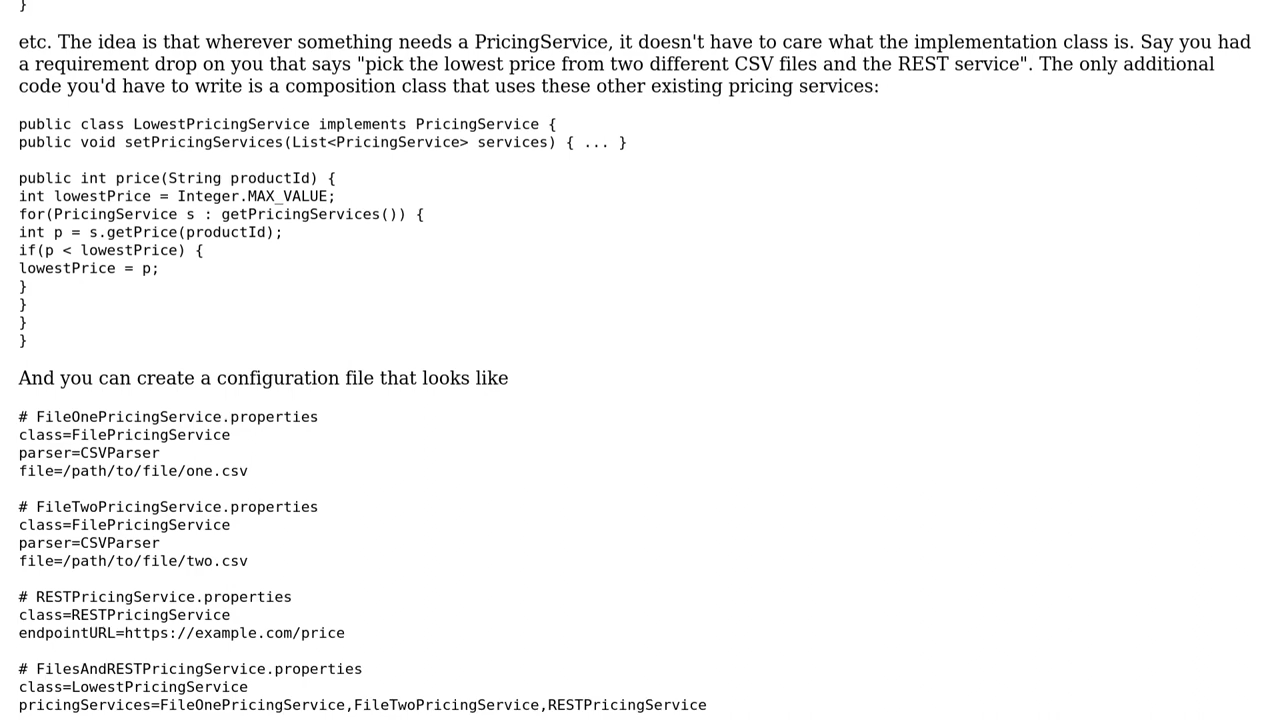 }
etc. The idea is that wherever something needs a PricingService, it doesn't have to care what the implementation class is. Say you had
a requirement drop on you that says "pick the lowest price from two different CSV files and the REST service". The only additional
code you'd have to write is a composition class that uses these other existing pricing services:
public class LowestPricingService implements PricingService {
public void setPricingServices(List<PricingService> services) { ... }
public int price(String productId) {
int lowestPrice = Integer.MAX_VALUE;
for(PricingService s : getPricingServices()) {
int p = s.getPrice(productId);
if(p < lowestPrice) {
lowestPrice = p;
}
}
}
}
And you can create a configuration file that looks like
# FileOnePricingService.properties
class=FilePricingService
parser=CSVParser
file=/path/to/file/one.csv
# FileTwoPricingService.properties
class=FilePricingService
parser=CSVParser
file=/path/to/file/two.csv
# RESTPricingService.properties
class=RESTPricingService
endpointURL=https://example.com/price
# FilesAndRESTPricingService.properties
class=LowestPricingService
pricingServices=FileOnePricingService,FileTwoPricingService,RESTPricingService